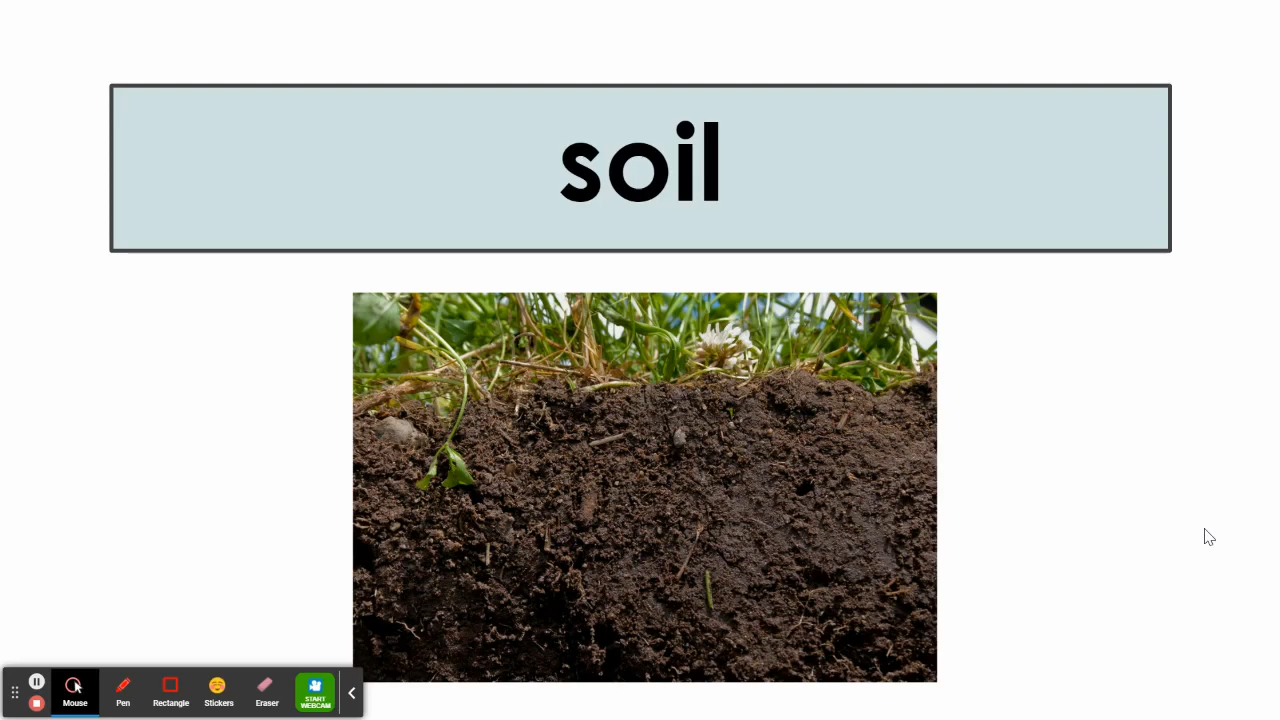 soil
Mouse
Pen
Rectangle
Stickers
Eraser
START
WEBCAM